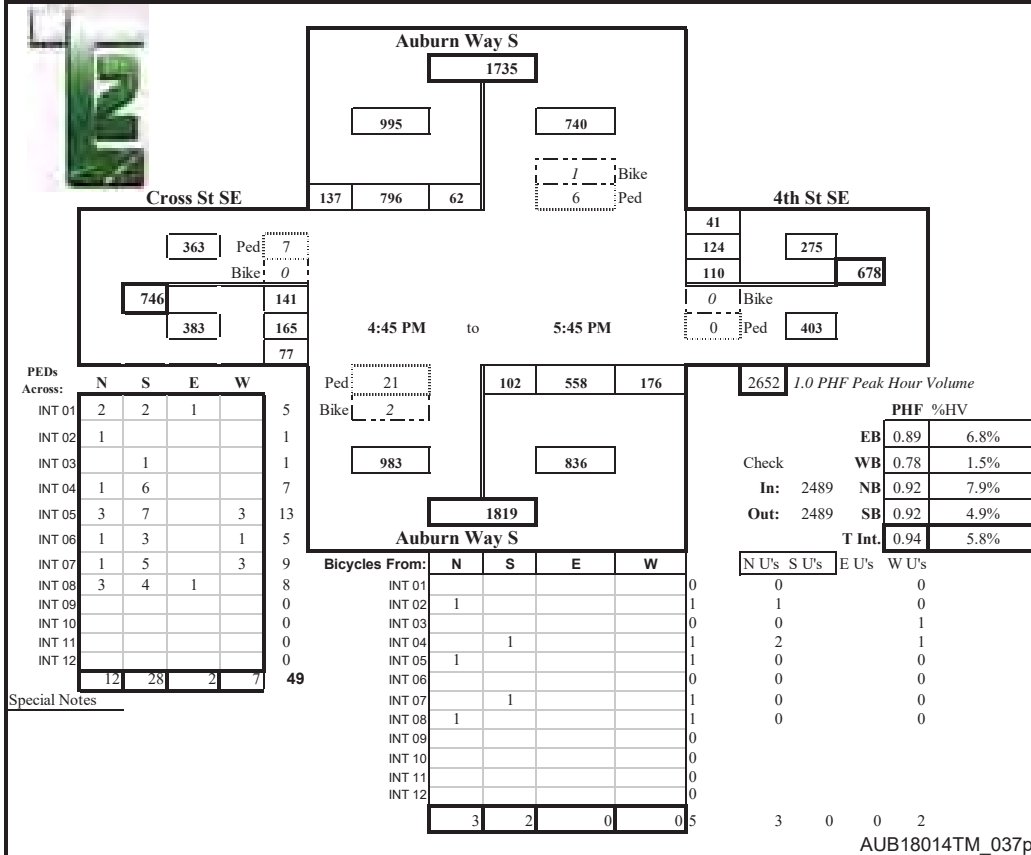 T2
Auburn Way S
1735
995 740
1 Bike
6 Ped
137 796 62
Cross St SE
4th St SE
363 Ped 7
Bike 0
746 141
383 165
77
41
124 275
110 678
0 Bike
0 Ped 403
4:45 PM to 5:45 PM
Ped 21
Bike 2
102 558 176
2652 1.0 PHF Peak Hour Volume
983 836
1819
Auburn Way S
PHF %HV
EB 0.89 6.8%
Check WB 0.78 1.5%
In: 2489 NB 0.92 7.9%
Out: 2489 SB 0.92 4.9%
T Int. 0.94 5.8%
PEDs
Across: N S E W
INT 01 2 2 1 5
INT 02 1 1
INT 03 1 1
INT 04 1 6 7
INT 05 3 7 3 13
INT 06 1 3 1 5
INT 07 1 5 3 9
INT 08 3 4 1 8
INT 09 0
INT 10 0
INT 11 0
INT 12 0
12 28 2 7 49
Special Notes
Bicycles From: N S E W
N U's S U's E U's W U's
INT 01 0 0 0
INT 02 1 1 1 0
INT 03 0 0 1
INT 04 1 1 2 1
INT 05 1 1 0 0
INT 06 0 0 0
INT 07 1 1 0 0
INT 08 1 1 0 0
INT 09 0
INT 10 0
INT 11 0
INT 12 0
3 2 0 0 5 3 0 0 2
AUB18014TM_037p